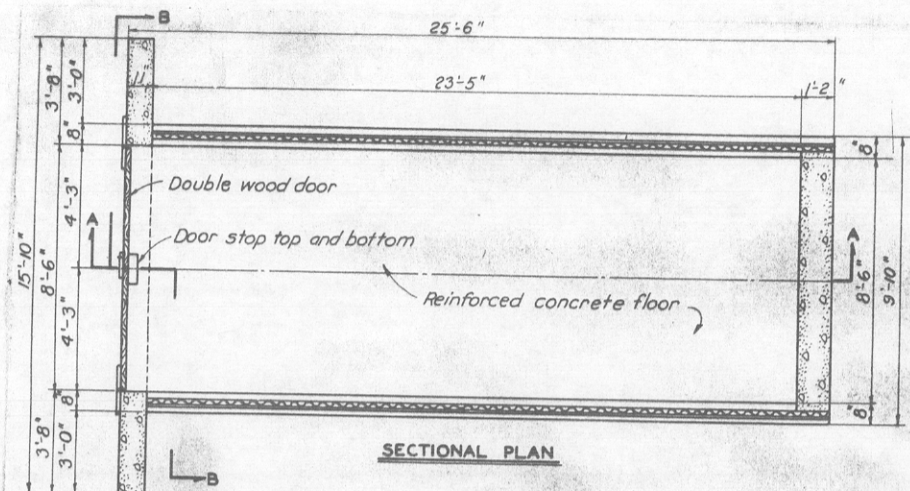 B
25'-6"
11"
23'-5"
1'-2"
3'-8"
3'-0"
8"
8"
Double wood door
4'-3"
A
Door stop top and bottom
A
15'-10"
8'-6"
8'-6"
9'-10"
Reinforced concrete floor
4'-3"
8"
8"
3'-8"
3'-0"
SECTIONAL PLAN
B